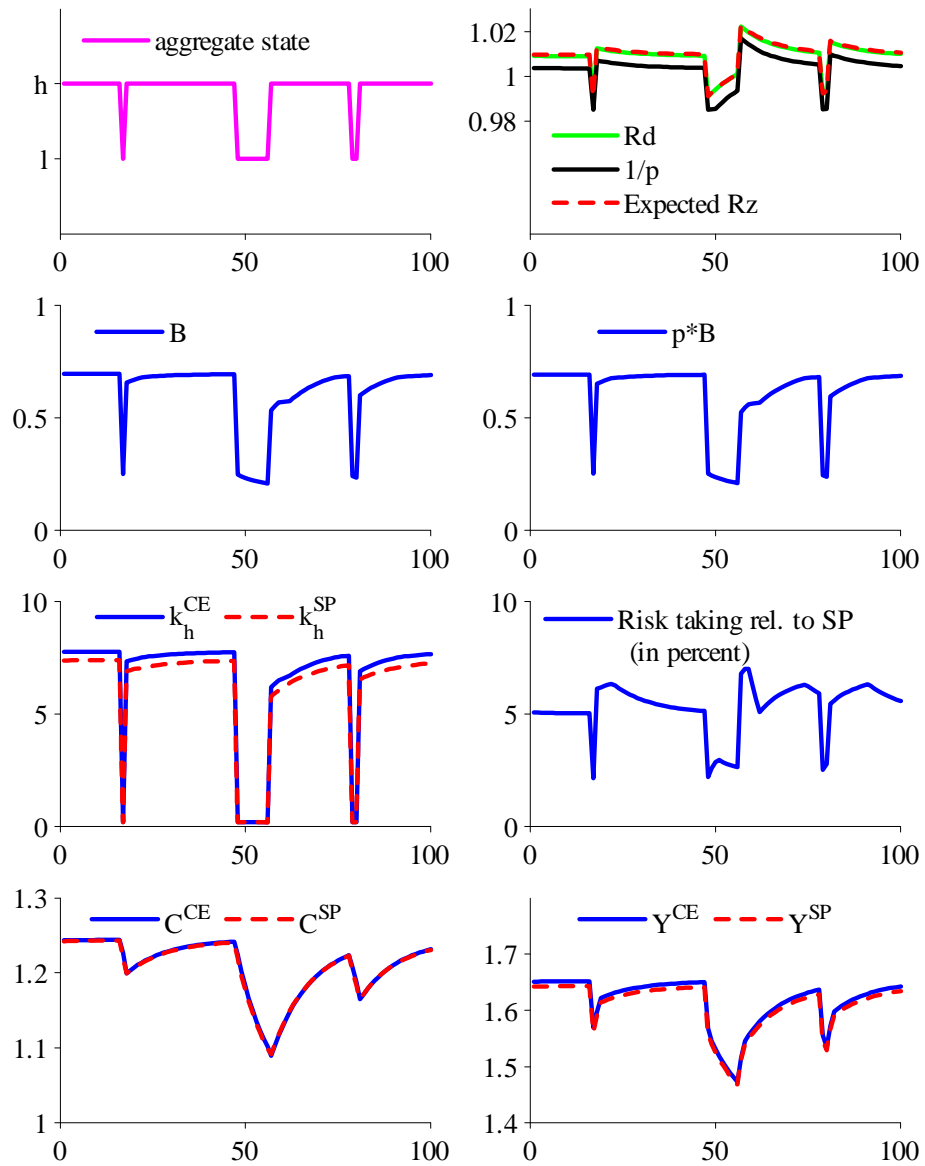 aggregate state
h
l
0 50 100
1.02
1
0.98
Rd
1/p
Expected Rz
0 50 100
1
B
0.5
0
0 50 100
1
p*B
0.5
0
0 50 100
10
k_h^CE k_h^SP
5
0
0 50 100
10
Risk taking rel. to SP
(in percent)
5
0
0 50 100
1.3
C^CE C^SP
1.2
1.1
1
0 50 100
Y^CE Y^SP
1.7
1.6
1.5
1.4
0 50 100